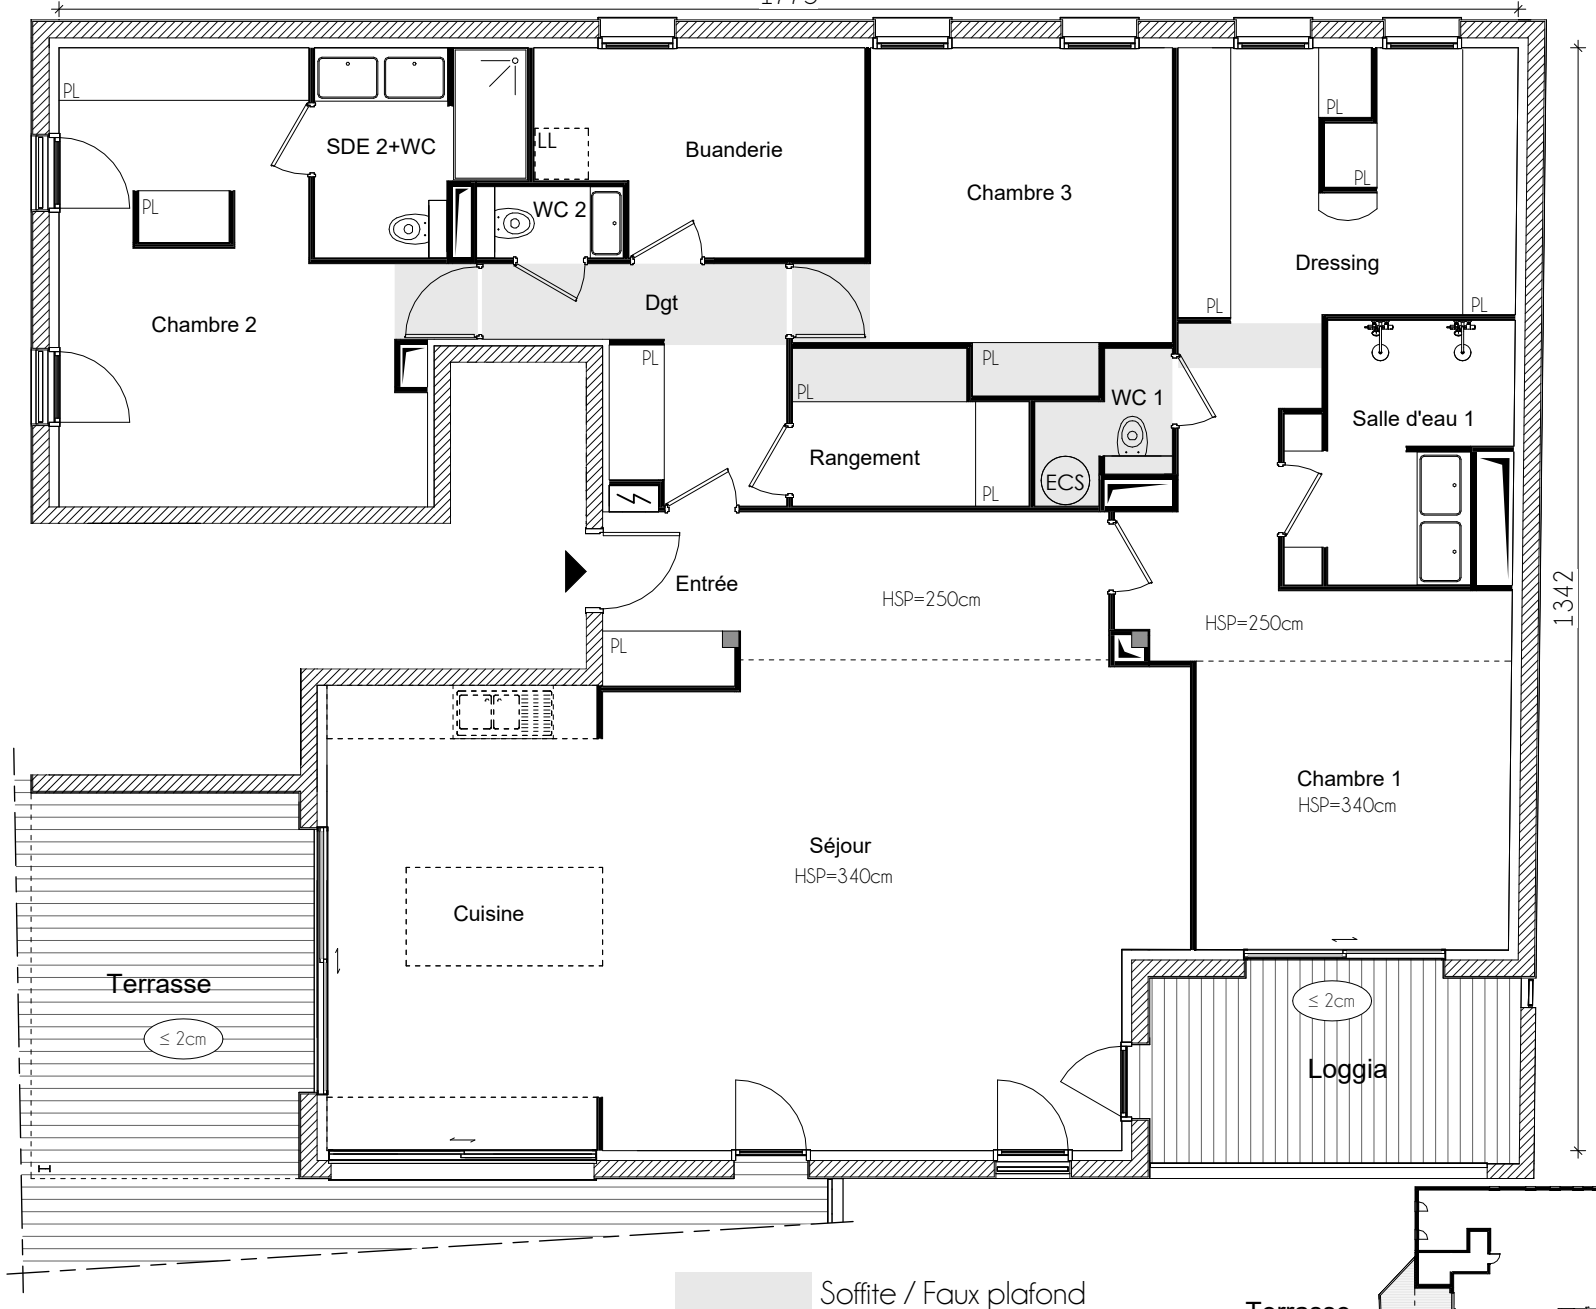 PL
SDE 2+WC
LL
Buanderie
WC 2
PL
Chambre 2
Dgt
Chambre 3
PL
PL
Dressing
PL
PL
PL
PL
PL
WC 1
Rangement
PL
ECS
Salle d'eau 1
Entrée
HSP=250cm
HSP=250cm
1342
PL
Chambre 1
HSP=340cm
Séjour
HSP=340cm
Cuisine
Terrasse
≤ 2cm
≤ 2cm
Loggia
Soffite / Faux plafond